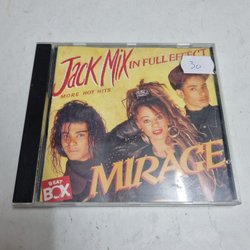 JACK MIX IN FULL EFFECT
MORE HOT HITS
30
MIRAGE
BEAT
BOX